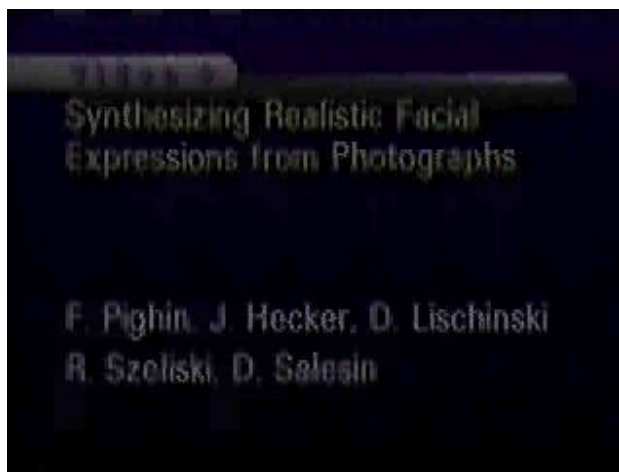 Synthesizing Realistic Facial
Expressions from Photographs
F. Pighin, J. Hecker, D. Lischinski
R. Szeliski, D. Salesin